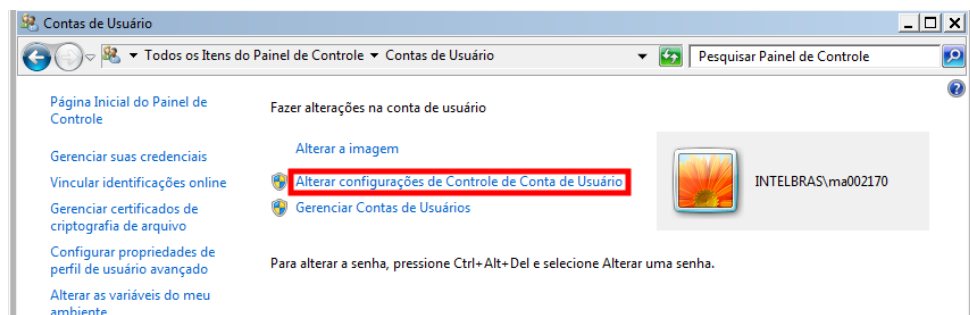 Contas de Usuário
Todos os Itens do Painel de Controle Contas de Usuário
Pesquisar Painel de Controle
Página Inicial do Painel de
Controle
Gerenciar suas credenciais
Vincular identificações online
Gerenciar certificados de
criptografia de arquivo
Configurar propriedades de
perfil de usuário avançado
Alterar as variáveis do meu
ambiente
Fazer alterações na conta de usuário
Alterar a imagem
Alterar configurações de Controle de Conta de Usuário
Gerenciar Contas de Usuários
INTELBRAS\ma002170
Para alterar a senha, pressione Ctrl+Alt+Del e selecione Alterar uma senha.